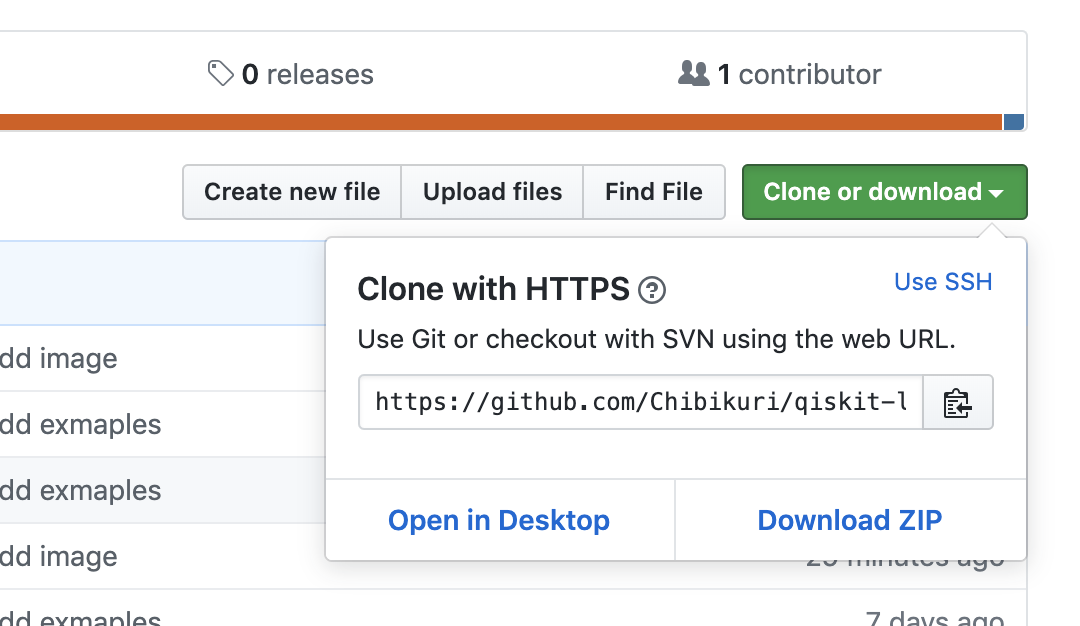 0 releases
1 contributor
Create new file
Upload files
Find File
Clone or download
Clone with HTTPS
Use SSH
Use Git or checkout with SVN using the web URL.
https://github.com/Chibikuri/qiskit-l
Open in Desktop
Download ZIP
dd image
dd exmaples
dd exmaples
dd image
minutes ago
dd exmaples
7 days ago